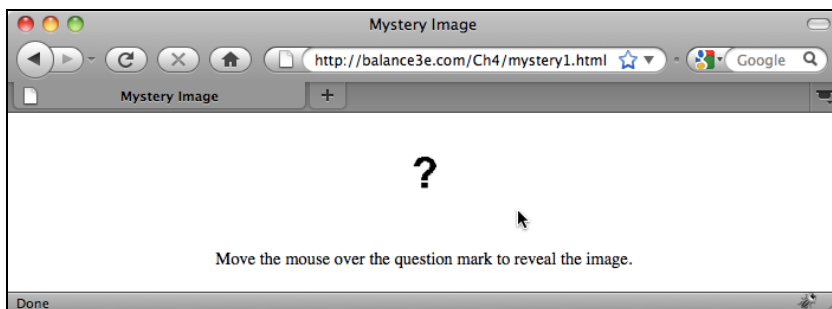 Mystery Image
http://balance3e.com/Ch4/mystery1.html
Google
Mystery Image
+
?
Move the mouse over the question mark to reveal the image.
Done